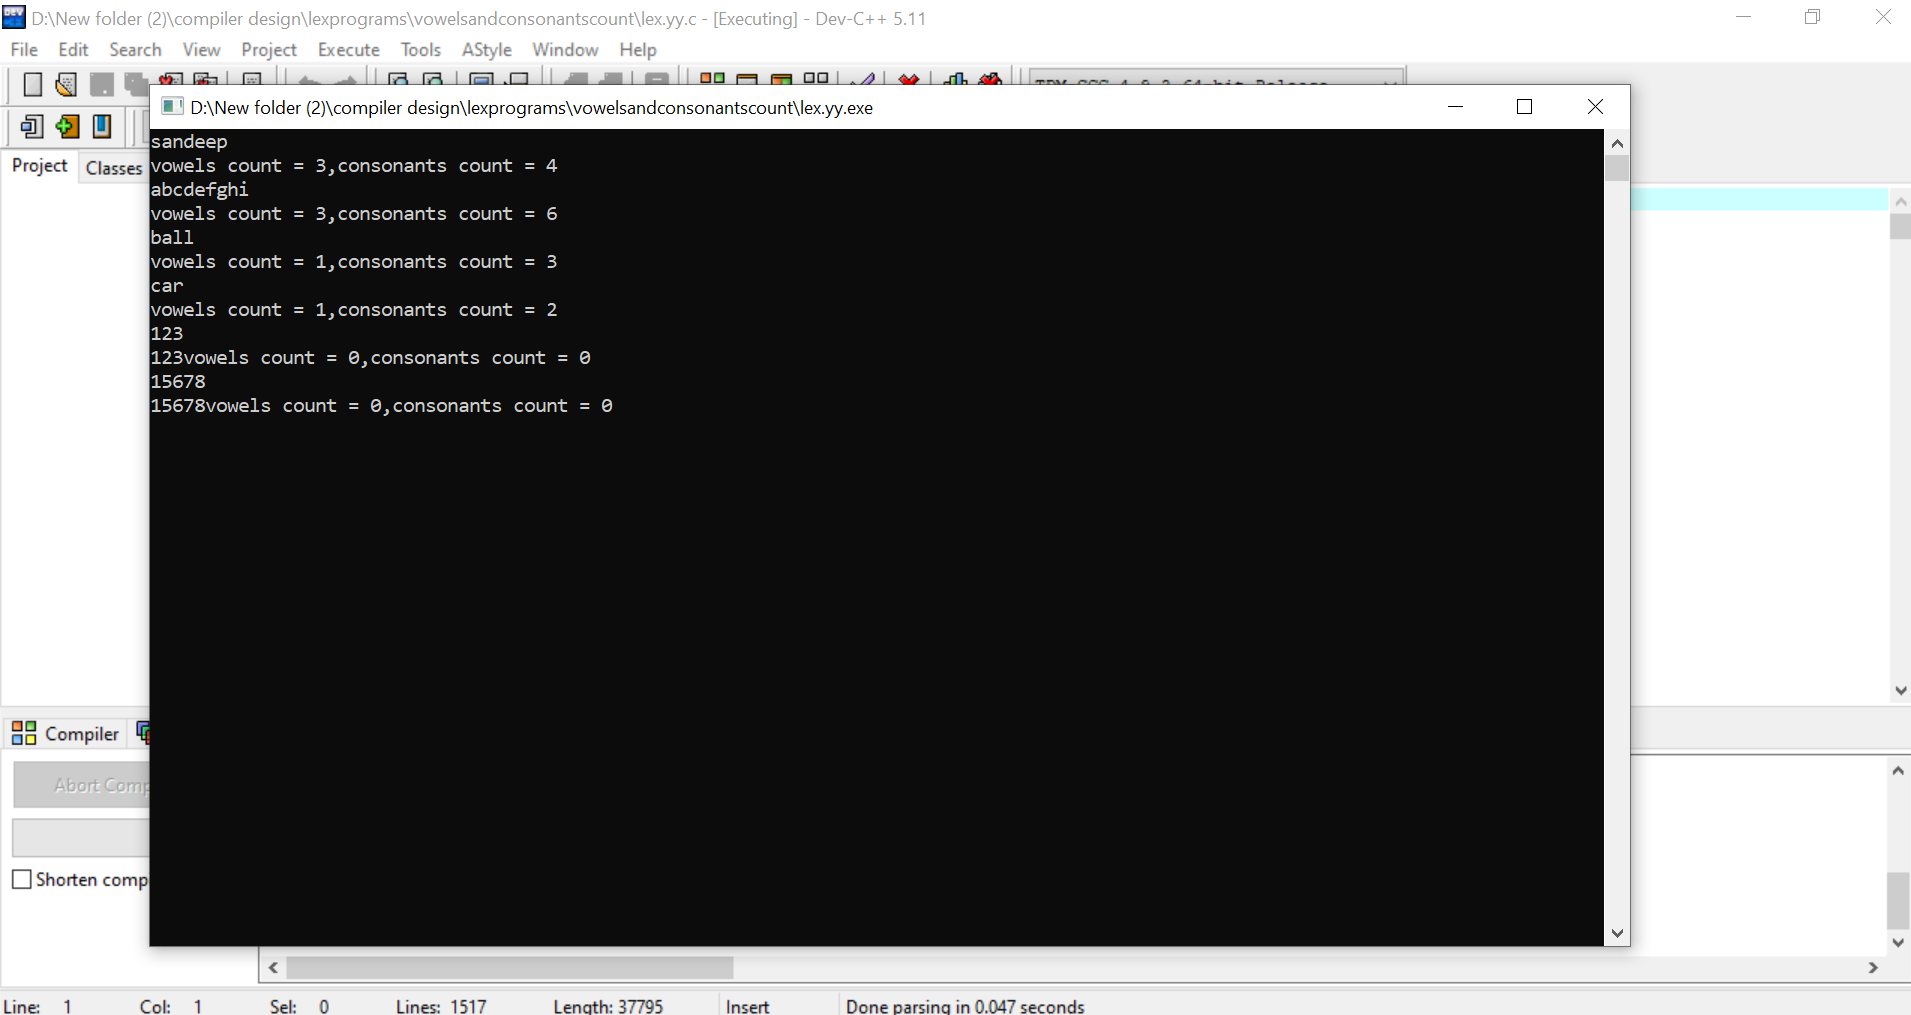 D:\New folder (2)\compiler design\lexprograms\vowelsandconsonantscount\lex.yy.c - [Executing] - Dev-C++ 5.11
File Edit Search View Project Execute Tools AStyle Window Help
D:\New folder (2)\compiler design\lexprograms\vowelsandconsonantscount\lex.yy.exe
Project Classes
sandeep
vowels count = 3,consonants count = 4
abcdefghi
vowels count = 3,consonants count = 6
ball
vowels count = 1,consonants count = 3
car
vowels count = 1,consonants count = 2
123
123vowels count = 0,consonants count = 0
15678
15678vowels count = 0,consonants count = 0
Compiler
Abort Comp
Shorten compi
Line: 1 Col: 1 Sel: 0 Lines: 1517 Length: 37795 Insert Done parsing in 0.047 seconds